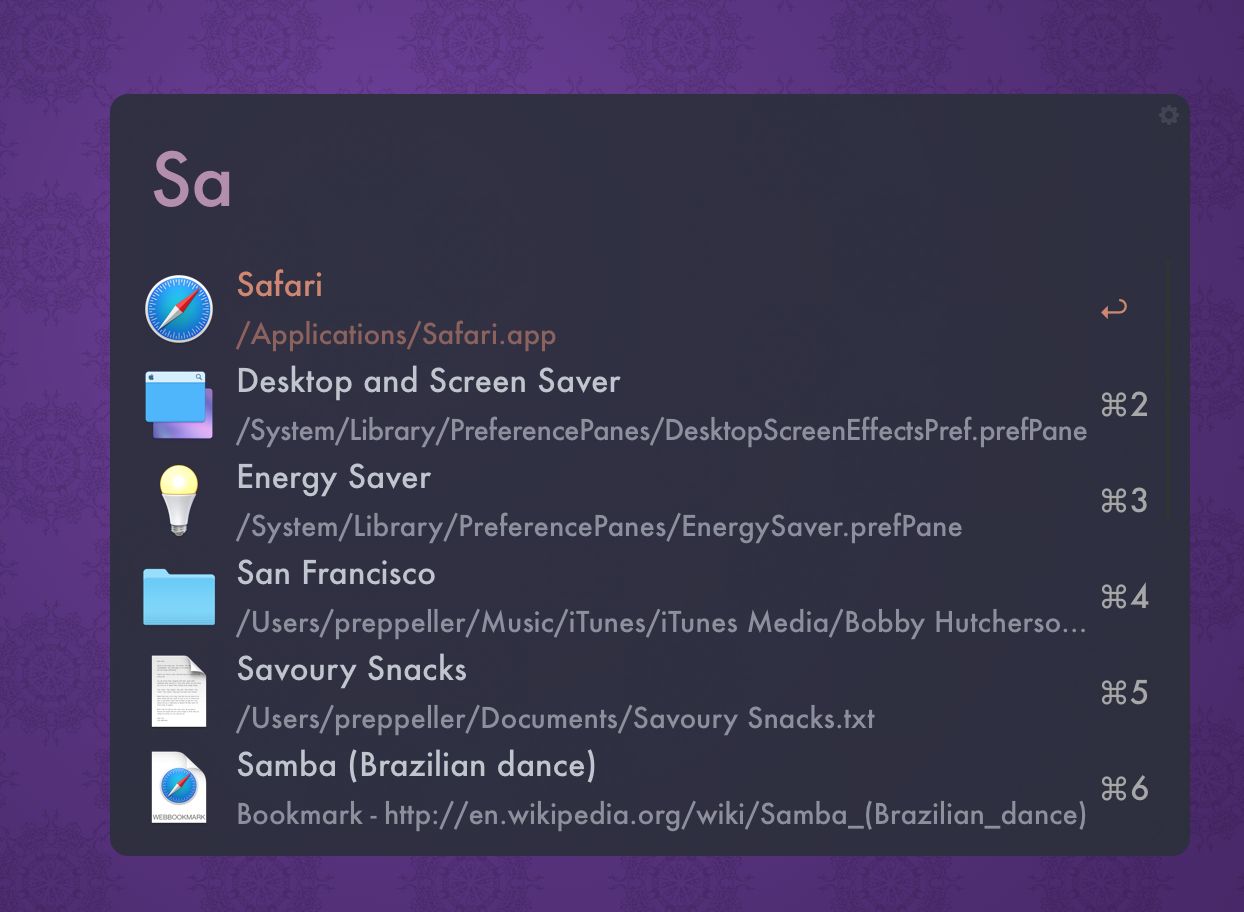 Sa
Safari
/Applications/Safari.app
↩
Desktop and Screen Saver
/System/Library/PreferencePanes/DesktopScreenEffectsPref.prefPane
⌘2
Energy Saver
/System/Library/PreferencePanes/EnergySaver.prefPane
⌘3
San Francisco
/Users/preppeller/Music/iTunes/iTunes Media/Bobby Hutcherso...
⌘4
Savoury Snacks
/Users/preppeller/Documents/Savoury Snacks.txt
⌘5
Samba (Brazilian dance)
Bookmark - http://en.wikipedia.org/wiki/Samba_(Brazilian_dance)
⌘6
WEBBOOKMARK